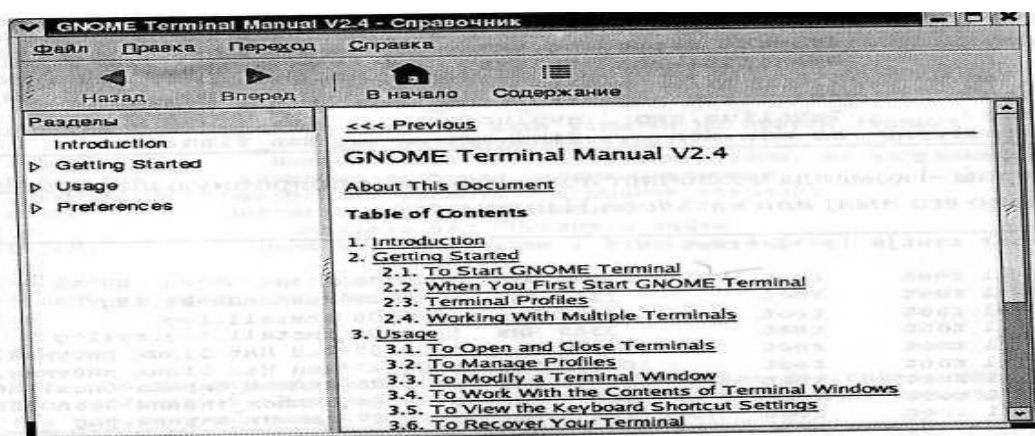 GNOME Terminal Manual V2.4 - Справочник
Файл Правка Переход Справка
Назад Вперед В начало Содержание
Разделы
Introduction
Getting Started
Usage
Preferences
<<< Previous
GNOME Terminal Manual V2.4
About This Document
Table of Contents
1. Introduction
2. Getting Started
2.1. To Start GNOME Terminal
2.2. When You First Start GNOME Terminal
2.3. Terminal Profiles
2.4. Working With Multiple Terminals
3. Usage
3.1. To Open and Close Terminals
3.2. To Manage Profiles
3.3. To Modify a Terminal Window
3.4. To Work With the Contents of Terminal Windows
3.5. To View the Keyboard Shortcut Settings
3.6. To Recover Your Terminal